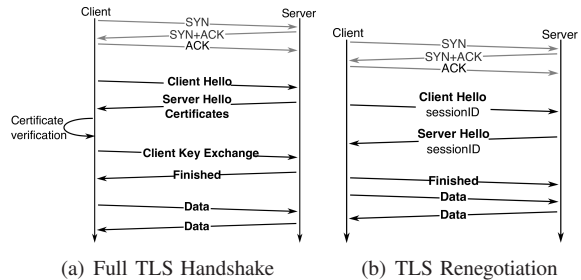 Client
Server
SYN
SYN+ACK
ACK
Client Hello
Server Hello
Certificates
Certificate
verification
Client Key Exchange
Finished
Data
Data
(a) Full TLS Handshake
Client
Server
SYN
SYN+ACK
ACK
Client Hello
sessionID
Server Hello
sessionID
Finished
Data
Data
(b) TLS Renegotiation